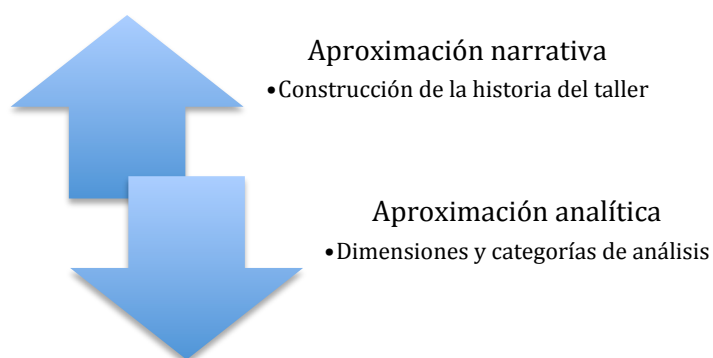 Aproximación narrativa
•Construcción de la historia del taller
Aproximación analítica
•Dimensiones y categorías de análisis